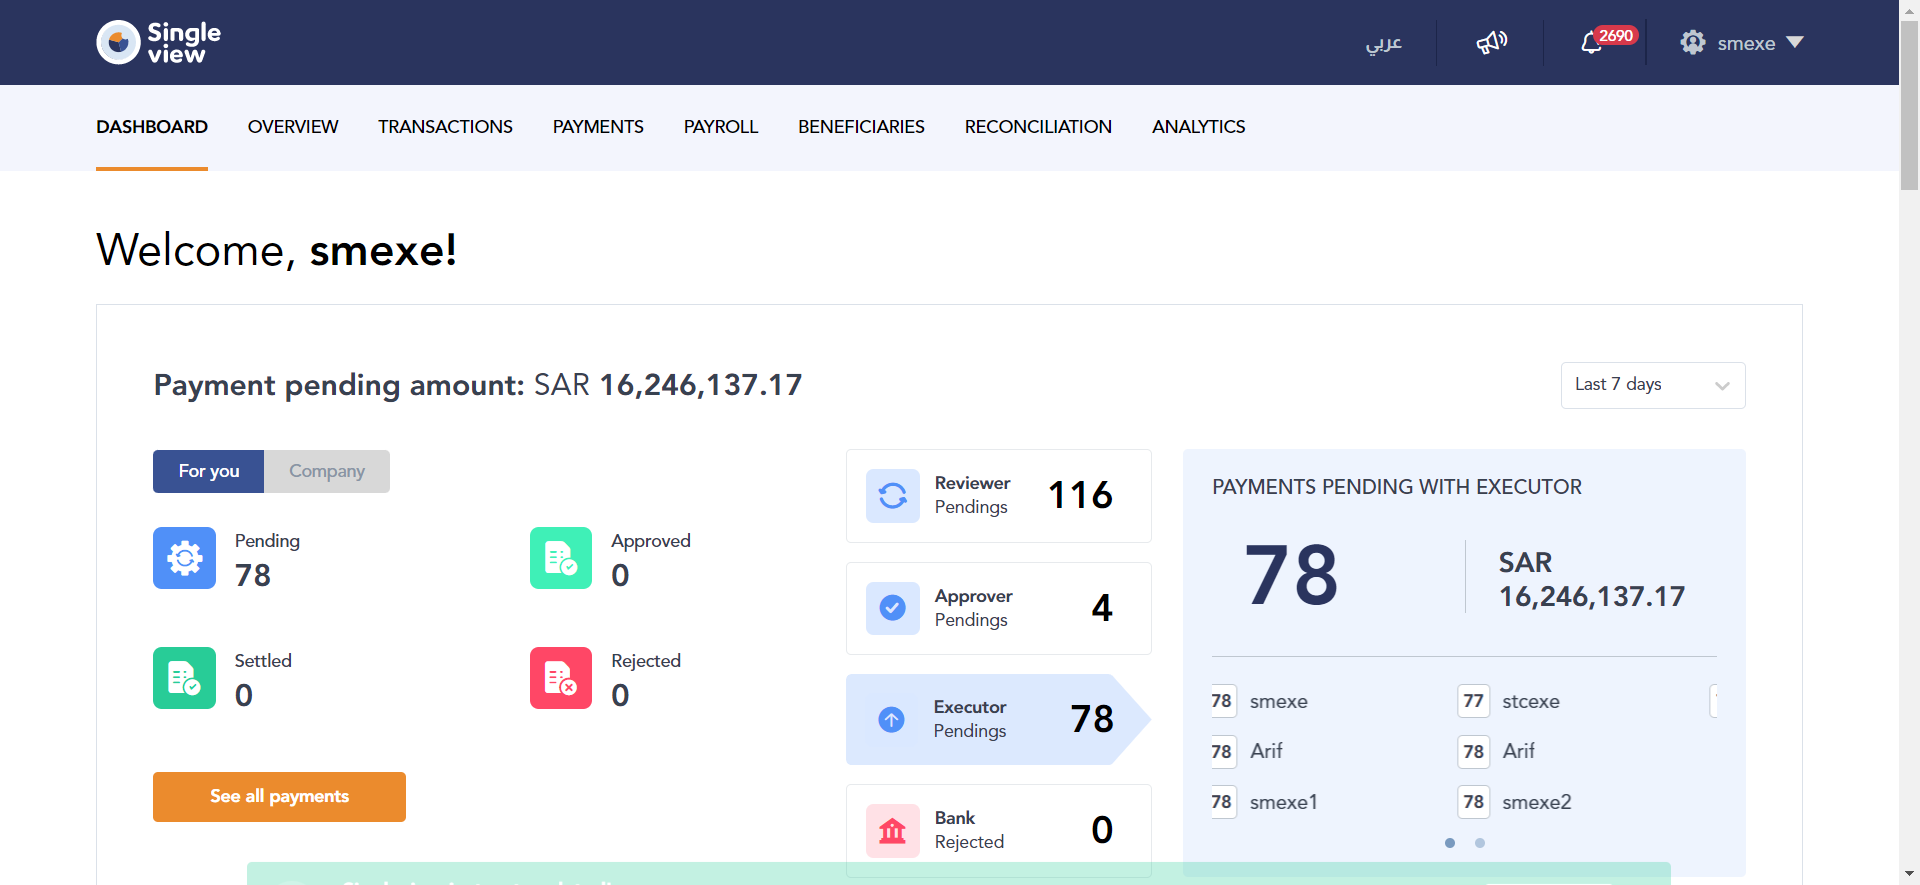 Single
view
عربي
2690
smexe
DASHBOARD
OVERVIEW
TRANSACTIONS
PAYMENTS
PAYROLL
BENEFICIARIES
RECONCILIATION
ANALYTICS
Welcome, smexe!
Payment pending amount: SAR 16,246,137.17
Last 7 days
For you
Company
Pending
78
Approved
0
Settled
0
Rejected
0
See all payments
Reviewer
Pendings
116
Approver
Pendings
4
Executor
Pendings
78
Bank
Rejected
0
PAYMENTS PENDING WITH EXECUTOR
78
SAR
16,246,137.17
78 smexe
77 stcexe
78 Arif
78 Arif
78 smexe1
78 smexe2